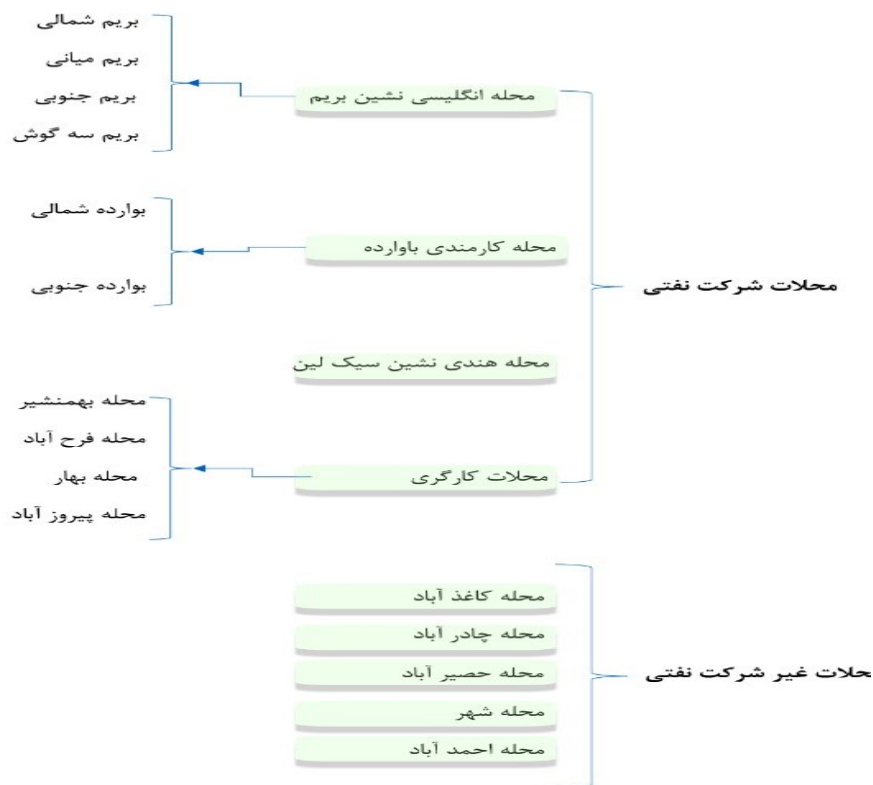 محلات شرکت نفتی
محله انگلیسی نشین بریم
بریم شمالی
بریم میانی
بریم جنوبی
بریم سه گوش
محله کارمندی باوارده
بوارده شمالی
بوارده جنوبی
محله هندی نشین سیک لین
محلات کارگری
محله بهمنشیر
محله فرح آباد
محله بهار
محله پیروز آباد
حلات غیر شرکت نفتی
محله کاغذ آباد
محله چادر آباد
محله حصیر آباد
محله شهر
محله احمد آباد